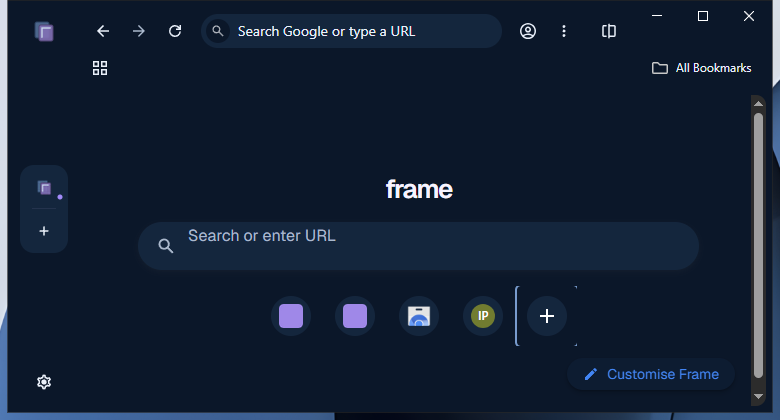 Search Google or type a URL
All Bookmarks
frame
Search or enter URL
IP
Customise Frame